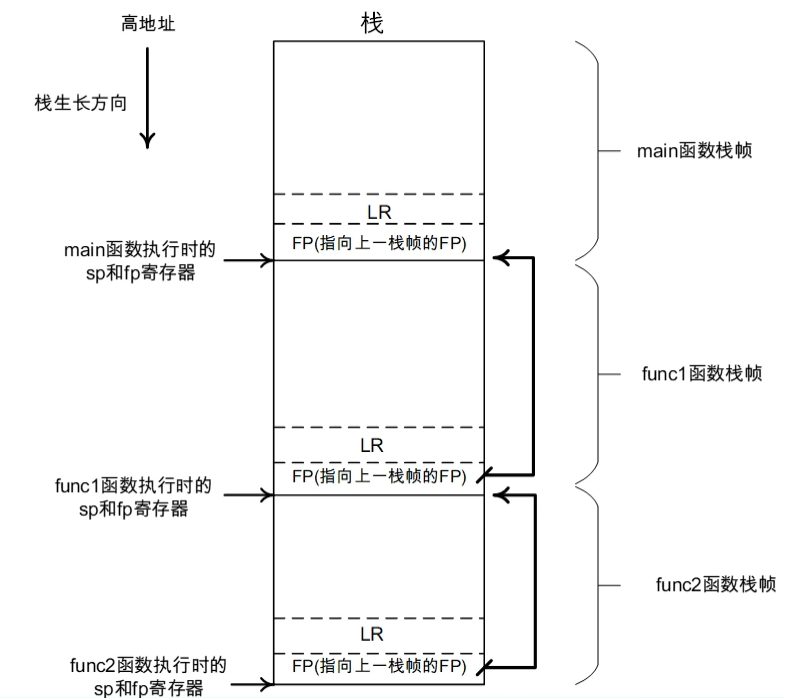 高地址
栈
栈生长方向
main函数栈帧
LR
FP(指向上一栈帧的FP)
main函数执行时的
sp和fp寄存器
func1函数栈帧
LR
FP(指向上一栈帧的FP)
func1函数执行时的
sp和fp寄存器
func2函数栈帧
LR
FP(指向上一栈帧的FP)
func2函数执行时的
sp和fp寄存器